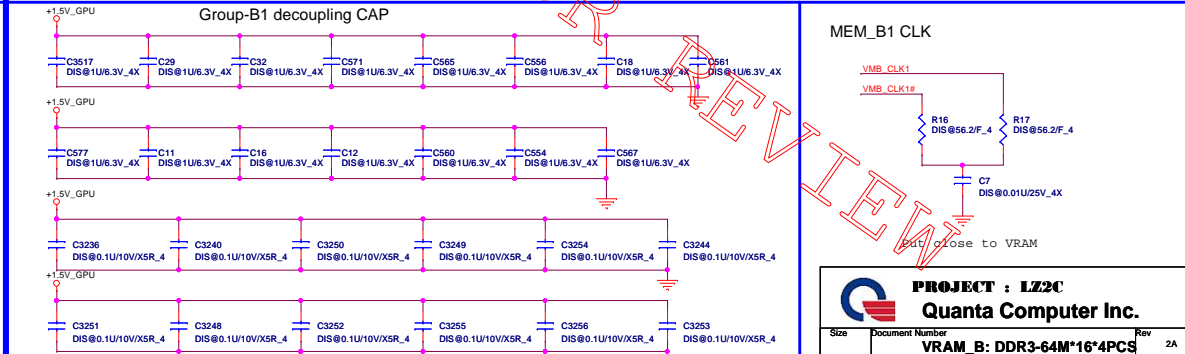 Group-B1 decoupling CAP
+1.5V_GPU
C3517 C29 C32 C571 C565 C556 C18 C561
DIS@1U/6.3V_4X DIS@1U/6.3V_4X DIS@1U/6.3V_4X DIS@1U/6.3V_4X DIS@1U/6.3V_4X DIS@1U/6.3V_4X DIS@1U/6.3V_4X DIS@1U/6.3V_4X
+1.5V_GPU
C577 C11 C16 C12 C560 C554 C567
DIS@1U/6.3V_4X DIS@1U/6.3V_4X DIS@1U/6.3V_4X DIS@1U/6.3V_4X DIS@1U/6.3V_4X DIS@1U/6.3V_4X DIS@1U/6.3V_4X
+1.5V_GPU
C3236 C3240 C3250 C3249 C3254 C3244
DIS@0.1U/10V/X5R_4 DIS@0.1U/10V/X5R_4 DIS@0.1U/10V/X5R_4 DIS@0.1U/10V/X5R_4 DIS@0.1U/10V/X5R_4 DIS@0.1U/10V/X5R_4
+1.5V_GPU
C3251 C3248 C3252 C3255 C3256 C3253
DIS@0.1U/10V/X5R_4 DIS@0.1U/10V/X5R_4 DIS@0.1U/10V/X5R_4 DIS@0.1U/10V/X5R_4 DIS@0.1U/10V/X5R_4 DIS@0.1U/10V/X5R_4
REVIEW
MEM_B1 CLK
VMB_CLK1
VMB_CLK1#
R16 R17
DIS@56.2/F_4 DIS@56.2/F_4
C7
DIS@0.01U/25V_4X
Put close to VRAM
PROJECT : LZ2C
Quanta Computer Inc.
Size Document Number Rev
VRAM_B: DDR3-64M*16*4PCS 2A